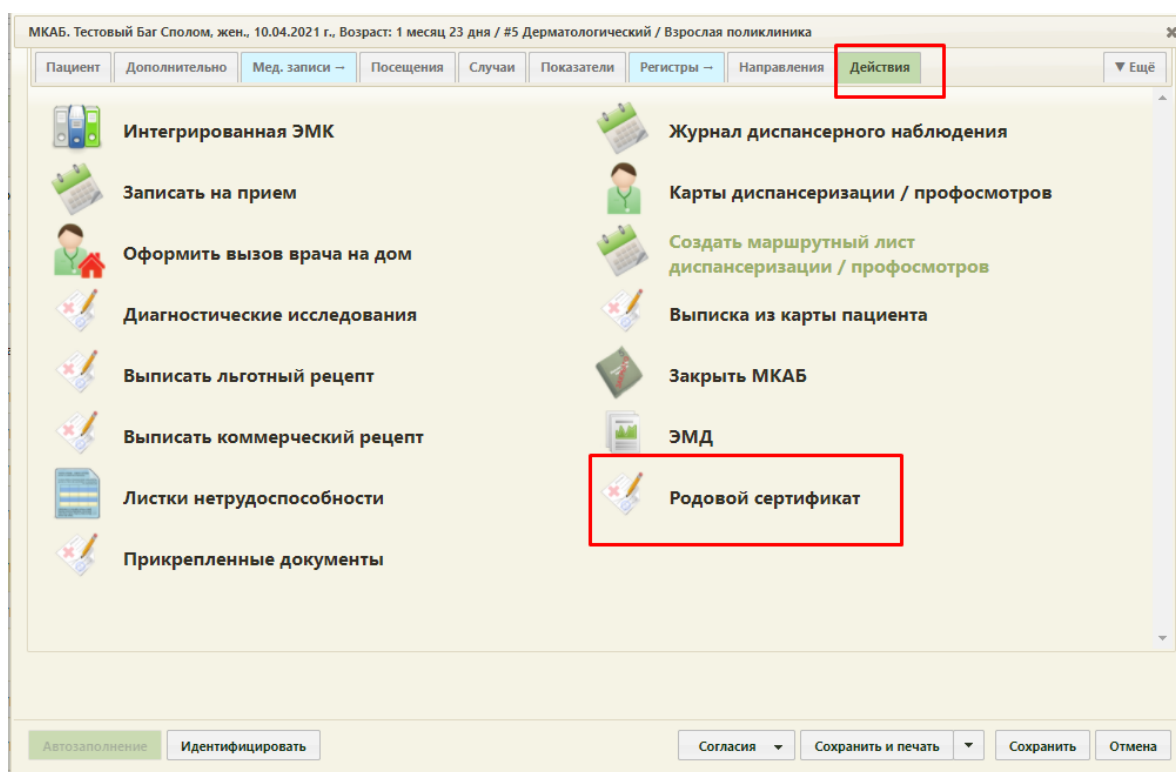 МКАБ. Тестовый Баг Сполом, жен., 10.04.2021 г., Возраст: 1 месяц 23 дня / #5 Дерматологический / Взрослая поликлиника
Пациент Дополнительно Мед. записи → Посещения Случаи Показатели Регистры → Направления Действия ▼ Ещё
Интегрированная ЭМК
Журнал диспансерного наблюдения
Записать на прием
Карты диспансеризации / профосмотров
Оформить вызов врача на дом
Создать маршрутный лист
диспансеризации / профосмотров
Диагностические исследования
Выписка из карты пациента
Выписать льготный рецепт
Закрыть МКАБ
Выписать коммерческий рецепт
ЭМД
Листки нетрудоспособности
Родовой сертификат
Прикрепленные документы
Автозаполнение Идентифицировать Согласия Сохранить и печать Сохранить Отмена